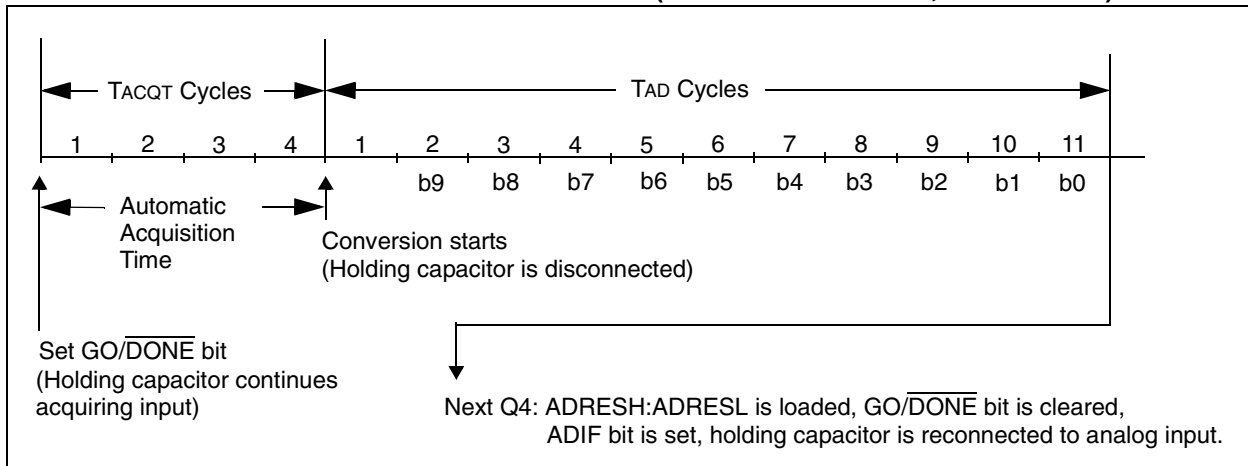 TACQT Cycles
TAD Cycles
1 2 3 4 1 2 3 4 5 6 7 8 9 10 11
b9 b8 b7 b6 b5 b4 b3 b2 b1 b0
Automatic
Acquisition
Time
Conversion starts
(Holding capacitor is disconnected)
Set GO/DONE bit
(Holding capacitor continues
acquiring input)
Next Q4: ADRESH:ADRESL is loaded, GO/DONE bit is cleared,
ADIF bit is set, holding capacitor is reconnected to analog input.